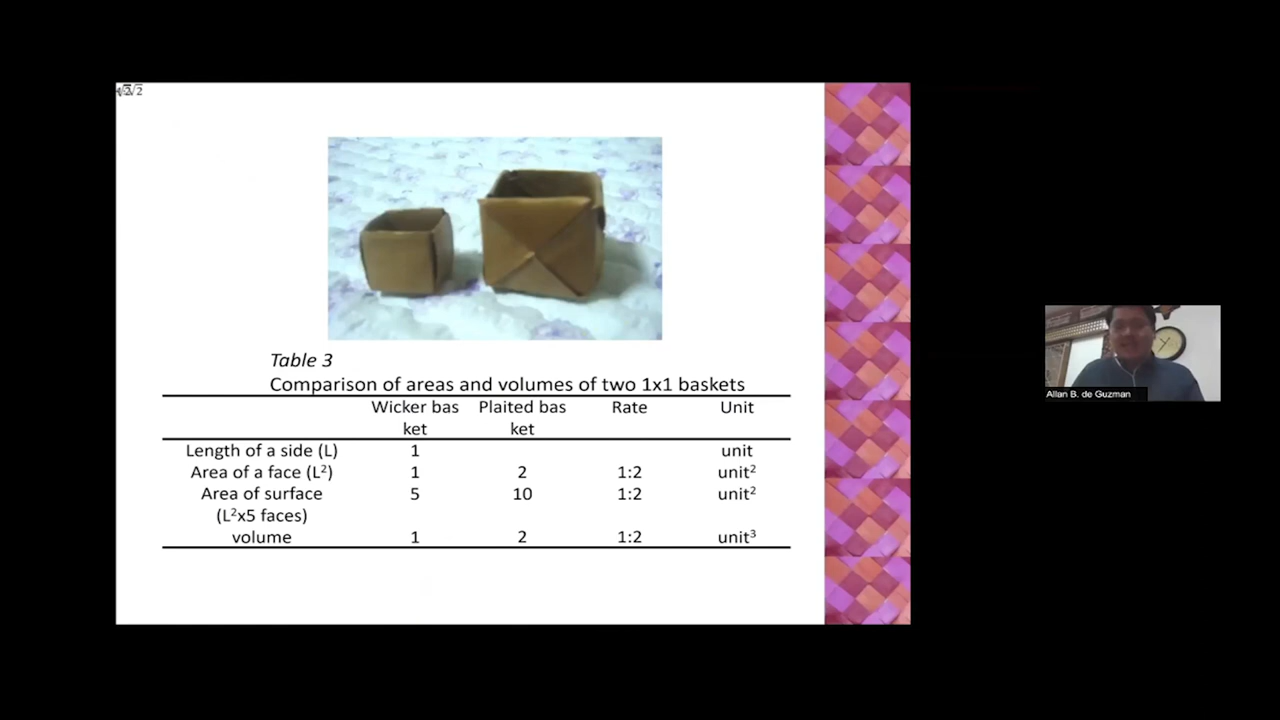 Table 3
Comparison of areas and volumes of two 1x1 baskets
Wicker bas Plaited bas Rate Unit
ket ket
Length of a side (L) 1 unit
Area of a face (L²) 1 2 1:2 unit²
Area of surface 5 10 1:2 unit²
(L²x5 faces)
volume 1 2 1:2 unit³
Allan B. de Guzman